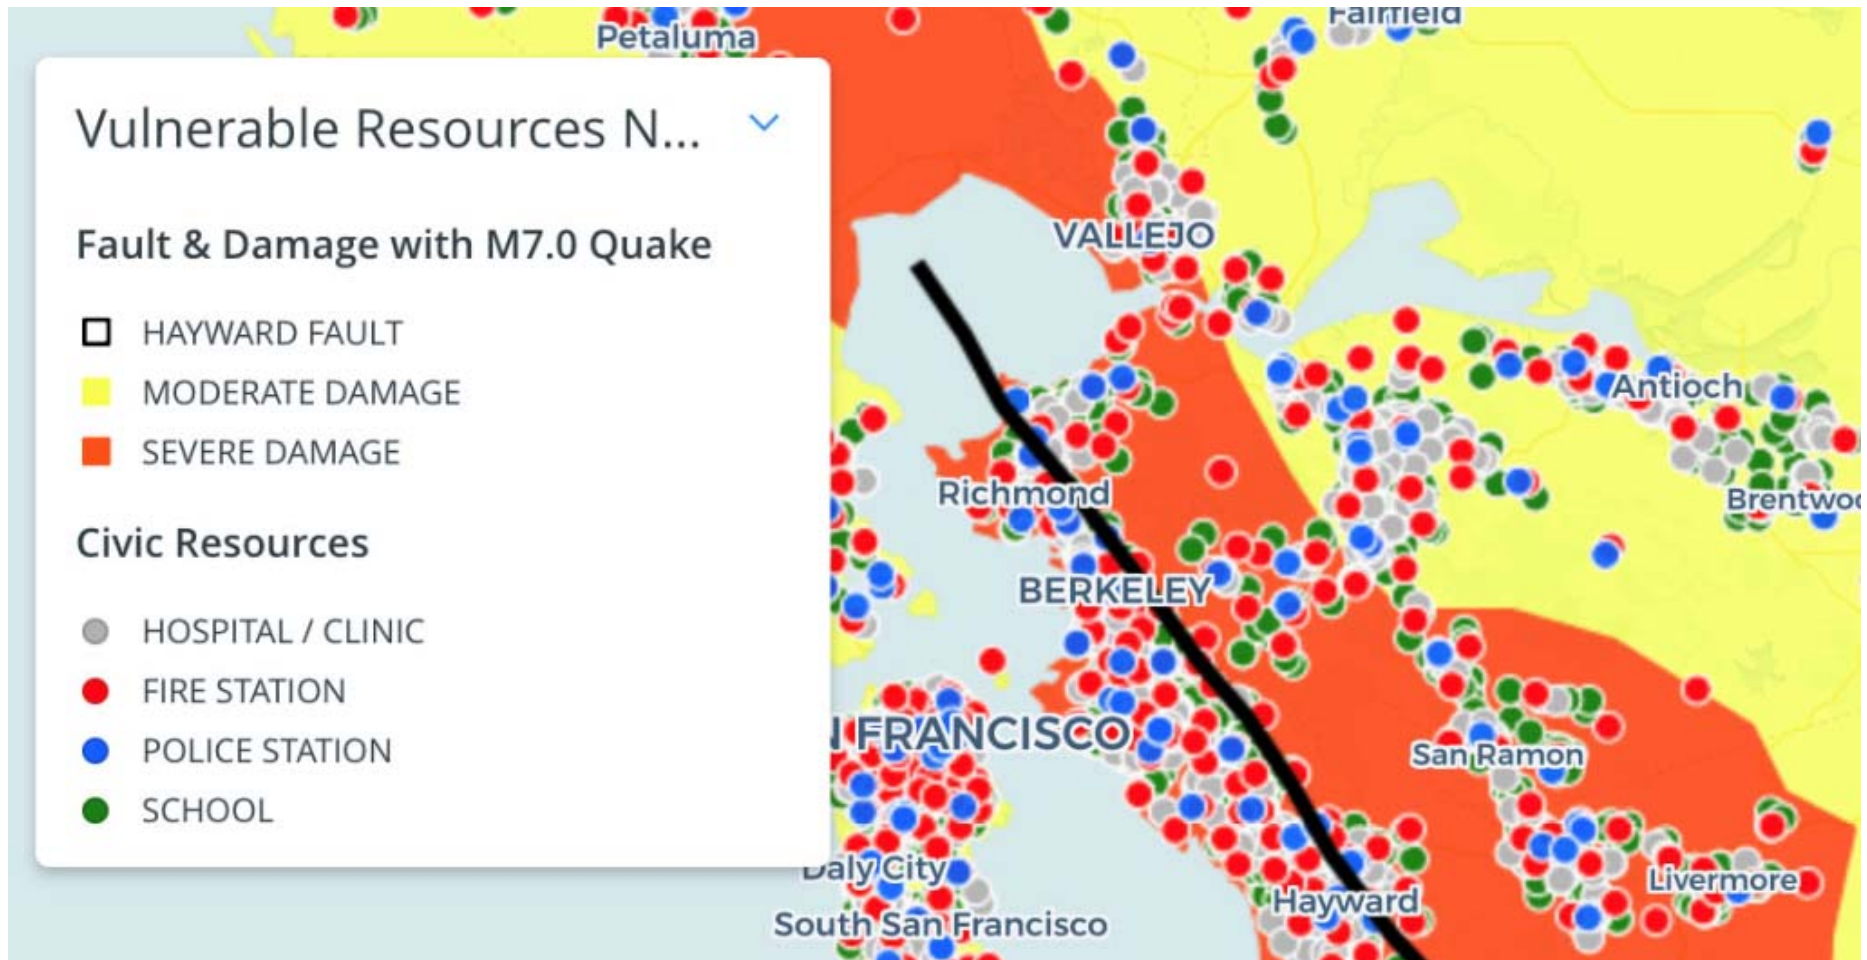 Fairfield
Petaluma
Vulnerable Resources N...
Fault & Damage with M7.0 Quake
HAYWARD FAULT
MODERATE DAMAGE
SEVERE DAMAGE
Civic Resources
HOSPITAL / CLINIC
FIRE STATION
POLICE STATION
SCHOOL
VALLEJO
Antioch
Richmond
Brentwoo
BERKELEY
N FRANCISCO
San Ramon
Daly City
Livermore
Hayward
South San Francisco